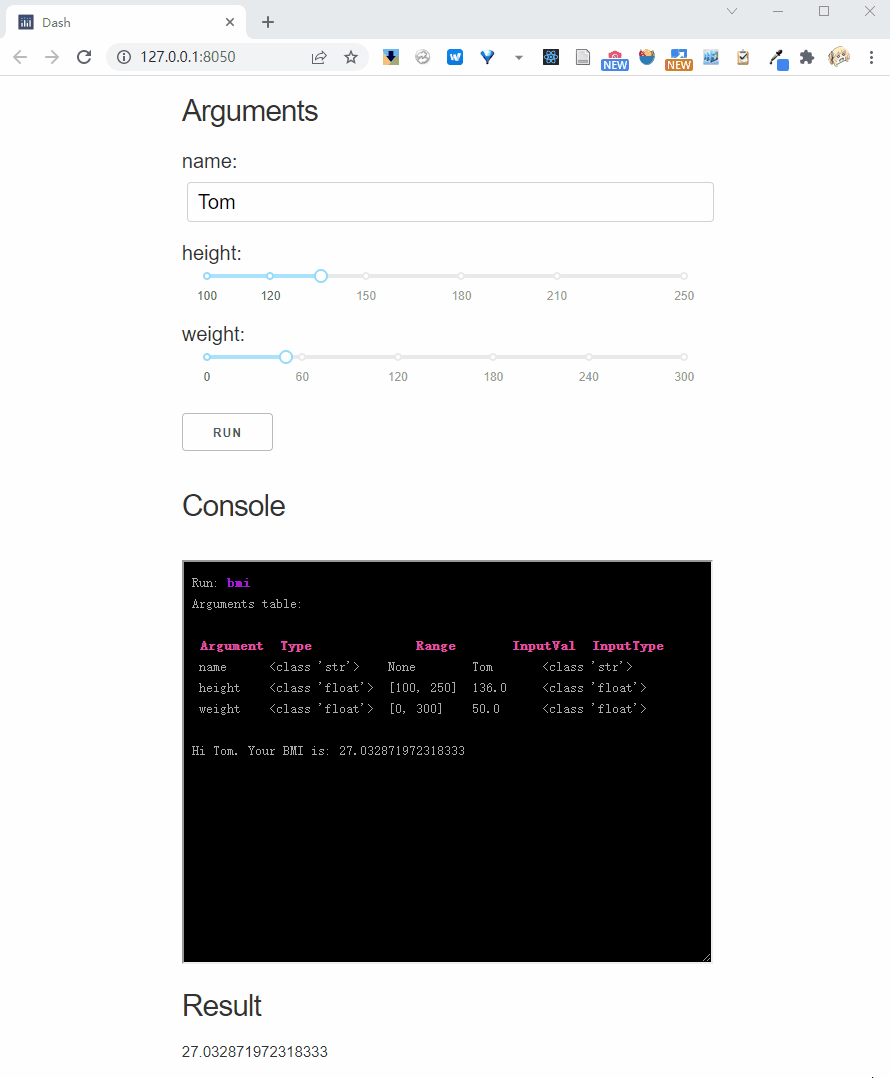 Dash
127.0.0.1:8050
W
NEW
NEW
Arguments
name:
Tom
height:
100 120 150 180 210 250
weight:
0 60 120 180 240 300
RUN
Console
Run: bmi
Arguments table:
Argument Type Range InputVal InputType
name <class 'str'> None Tom <class 'str'>
height <class 'float'> [100, 250] 136.0 <class 'float'>
weight <class 'float'> [0, 300] 50.0 <class 'float'>
Hi Tom. Your BMI is: 27.032871972318333
Result
27.032871972318333